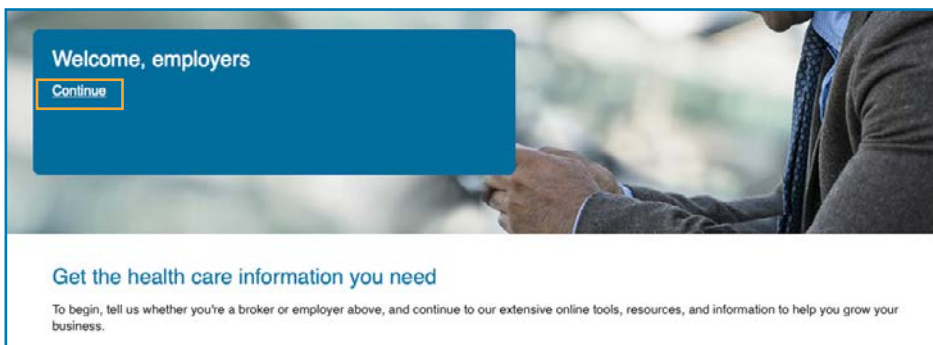 Welcome, employers
Continue
Get the health care information you need
To begin, tell us whether you're a broker or employer above, and continue to our extensive online tools, resources, and information to help you grow your
business.